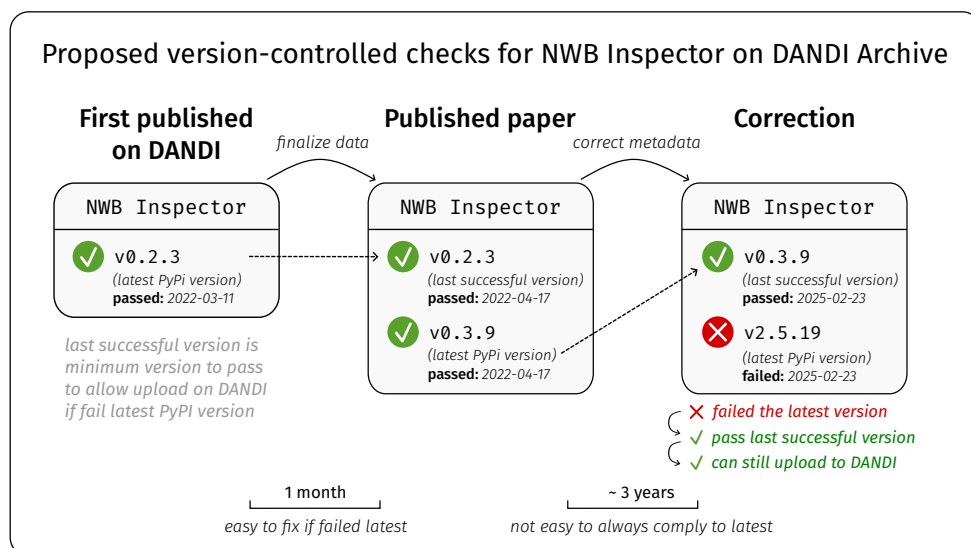 Proposed version-controlled checks for NWB Inspector on DANDI Archive
First published
on DANDI
finalize data
Published paper
correct metadata
Correction
NWB Inspector
v0.2.3
(latest PyPi version)
passed: 2022-03-11
last successful version is
minimum version to pass
to allow upload on DANDI
if fail latest PyPI version
NWB Inspector
v0.2.3
(last successful version)
passed: 2022-04-17
v0.3.9
(latest PyPi version)
passed: 2022-04-17
NWB Inspector
v0.3.9
(last successful version)
passed: 2025-02-23
v2.5.19
(latest PyPi version)
failed: 2025-02-23
failed the latest version
pass last successful version
can still upload to DANDI
1 month
easy to fix if failed latest
~ 3 years
not easy to always comply to latest